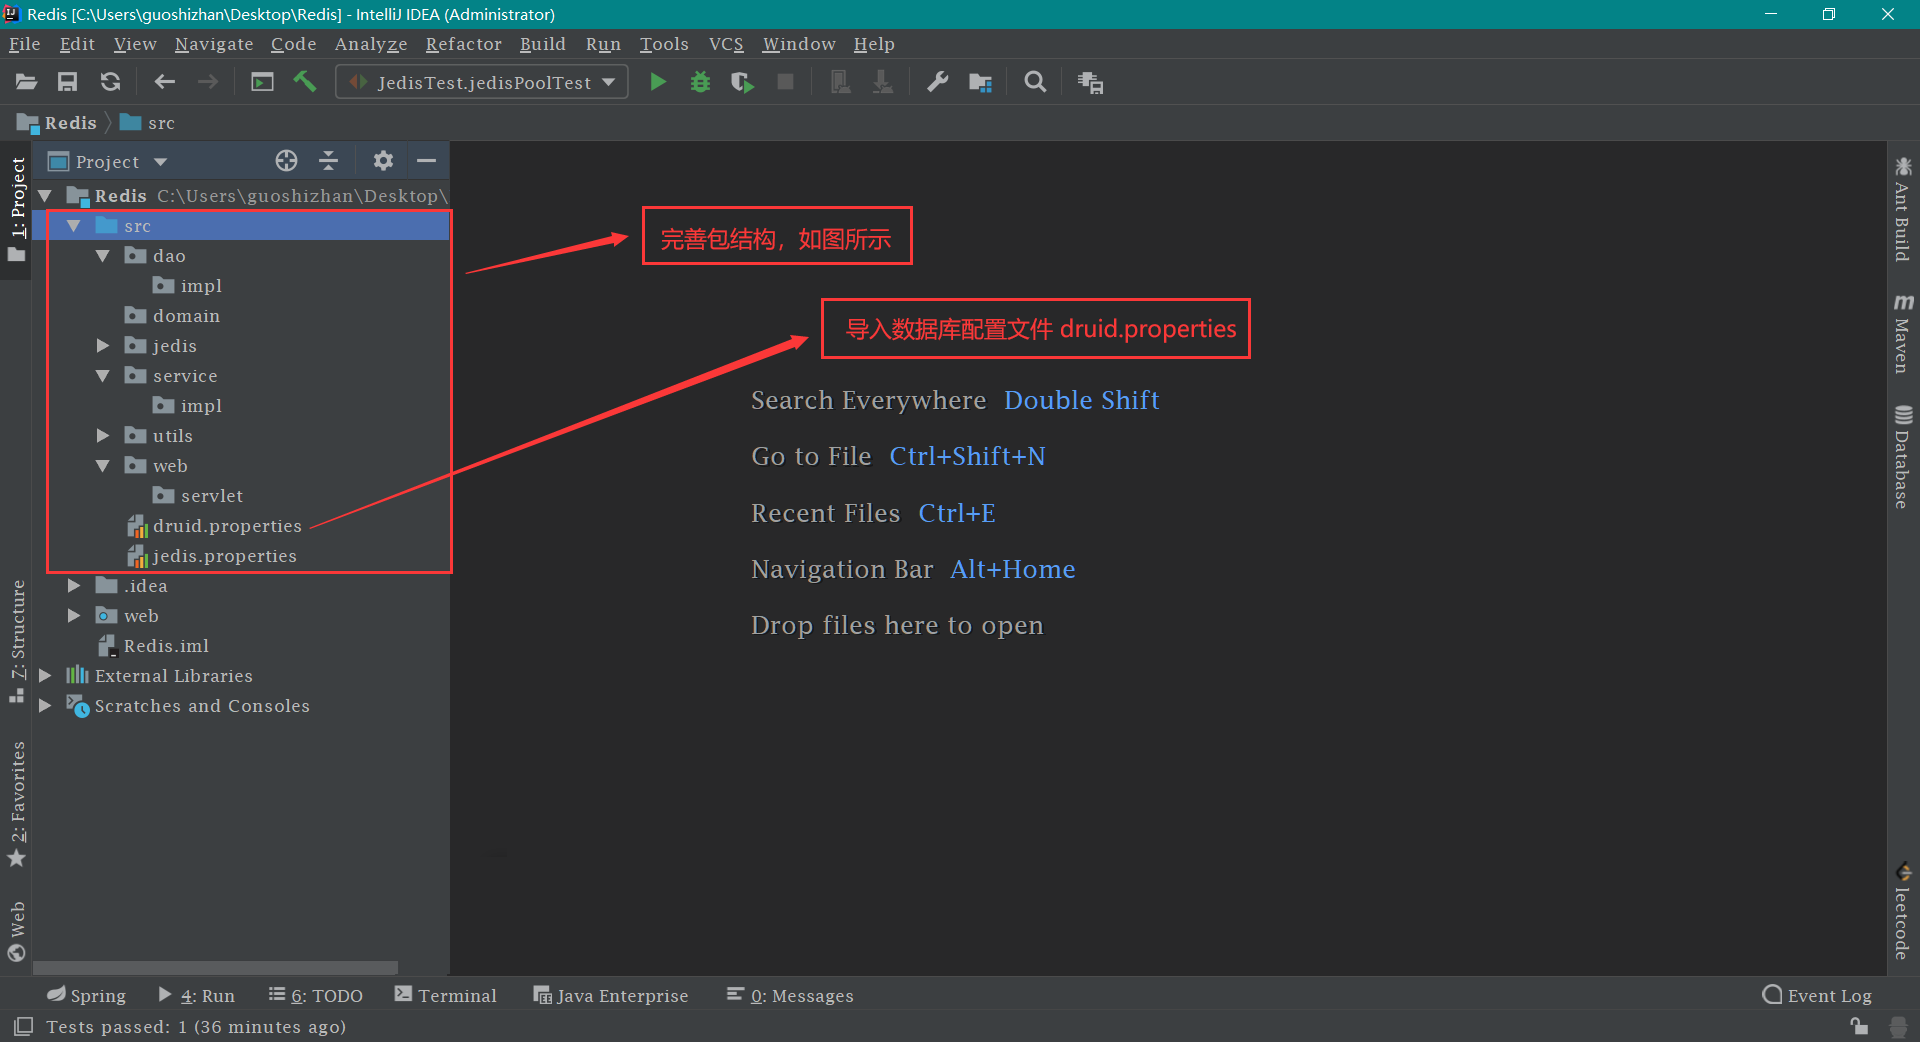 Redis [C:\Users\guoshizhan\Desktop\Redis] - IntelliJ IDEA (Administrator)
File Edit View Navigate Code Analyze Refactor Build Run Tools VCS Window Help
JedisTest.jedisPoolTest
Redis src
1: Project
Project
Redis C:\Users\guoshizhan\Desktop\
src
dao
impl
domain
jedis
service
impl
utils
web
servlet
druid.properties
jedis.properties
.idea
web
Redis.iml
External Libraries
Scratches and Consoles
完善包结构，如图所示
导入数据库配置文件 druid.properties
Search Everywhere Double Shift
Go to File Ctrl+Shift+N
Recent Files Ctrl+E
Navigation Bar Alt+Home
Drop files here to open
Z: Structure
2: Favorites
Web
Ant Build
m
Maven
Database
leetcode
Spring 4: Run 6: TODO Terminal Java Enterprise 0: Messages Event Log
Tests passed: 1 (36 minutes ago)